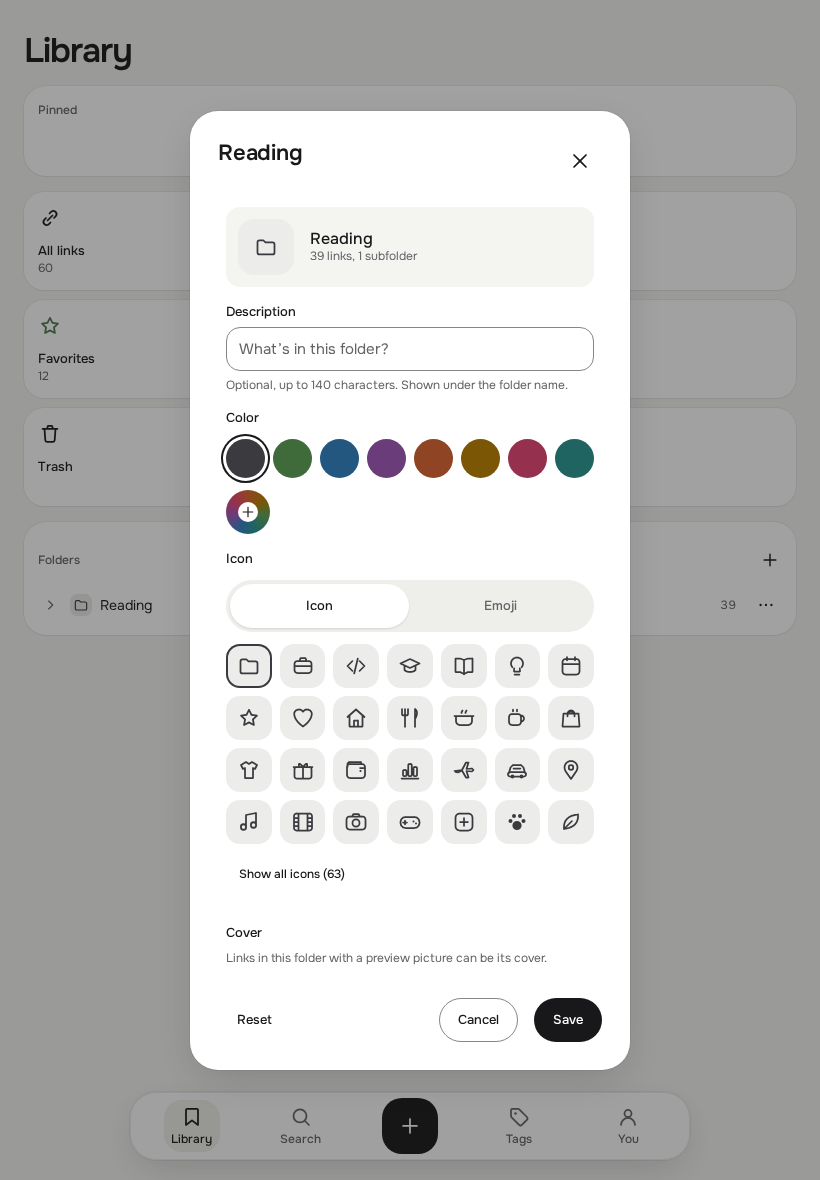 Library
Pinned
All links
60
Favorites
12
Trash
Folders
Reading
39
Reading
Reading
39 links, 1 subfolder
Description
What's in this folder?
Optional, up to 140 characters. Shown under the folder name.
Color
Icon
Icon
Emoji
Show all icons (63)
Cover
Links in this folder with a preview picture can be its cover.
Reset
Cancel
Save
Library
Search
Tags
You